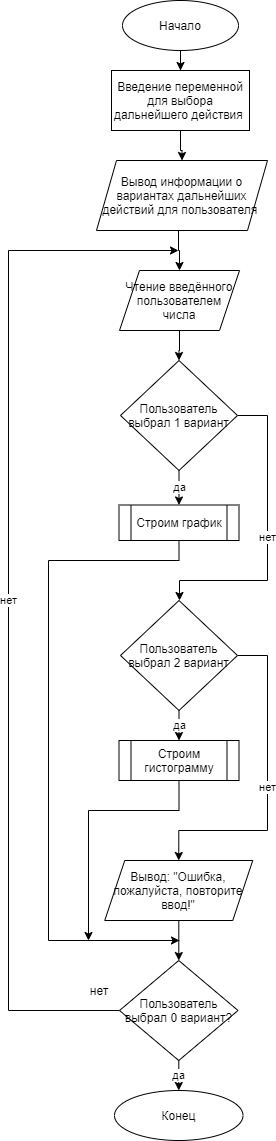 Начало
Введение переменной
для выбора
дальнейшего действия
Вывод информации о
вариантах дальнейших
действий для пользователя
Чтение введённого
пользователем
числа
Пользователь
выбрал 1 вариант
да
Строим график
нет
Пользователь
выбрал 2 вариант
нет
да
Строим
гистограмму
нет
Вывод: "Ошибка,
пожалуйста, повторите
ввод!"
нет
Пользователь
выбрал 0 вариант?
да
Конец